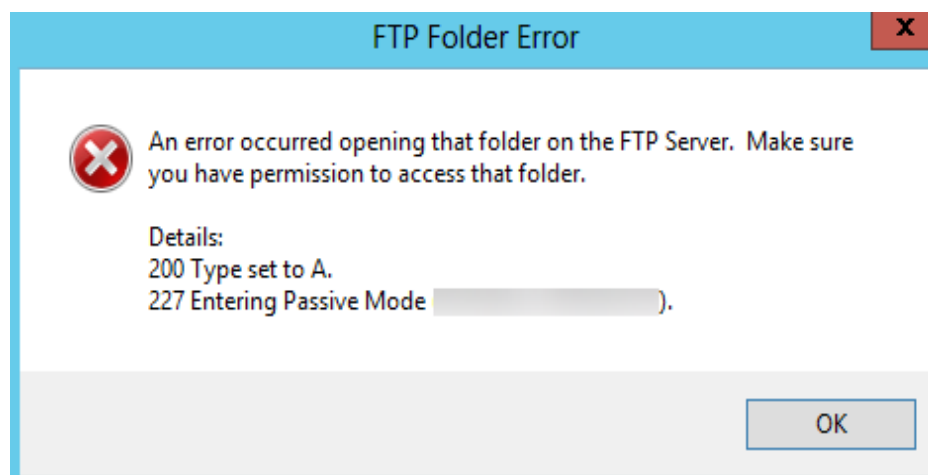 FTP Folder Error
x
An error occurred opening that folder on the FTP Server.  Make sure
you have permission to access that folder.
Details:
200 Type set to A.
227 Entering Passive Mode ).
OK